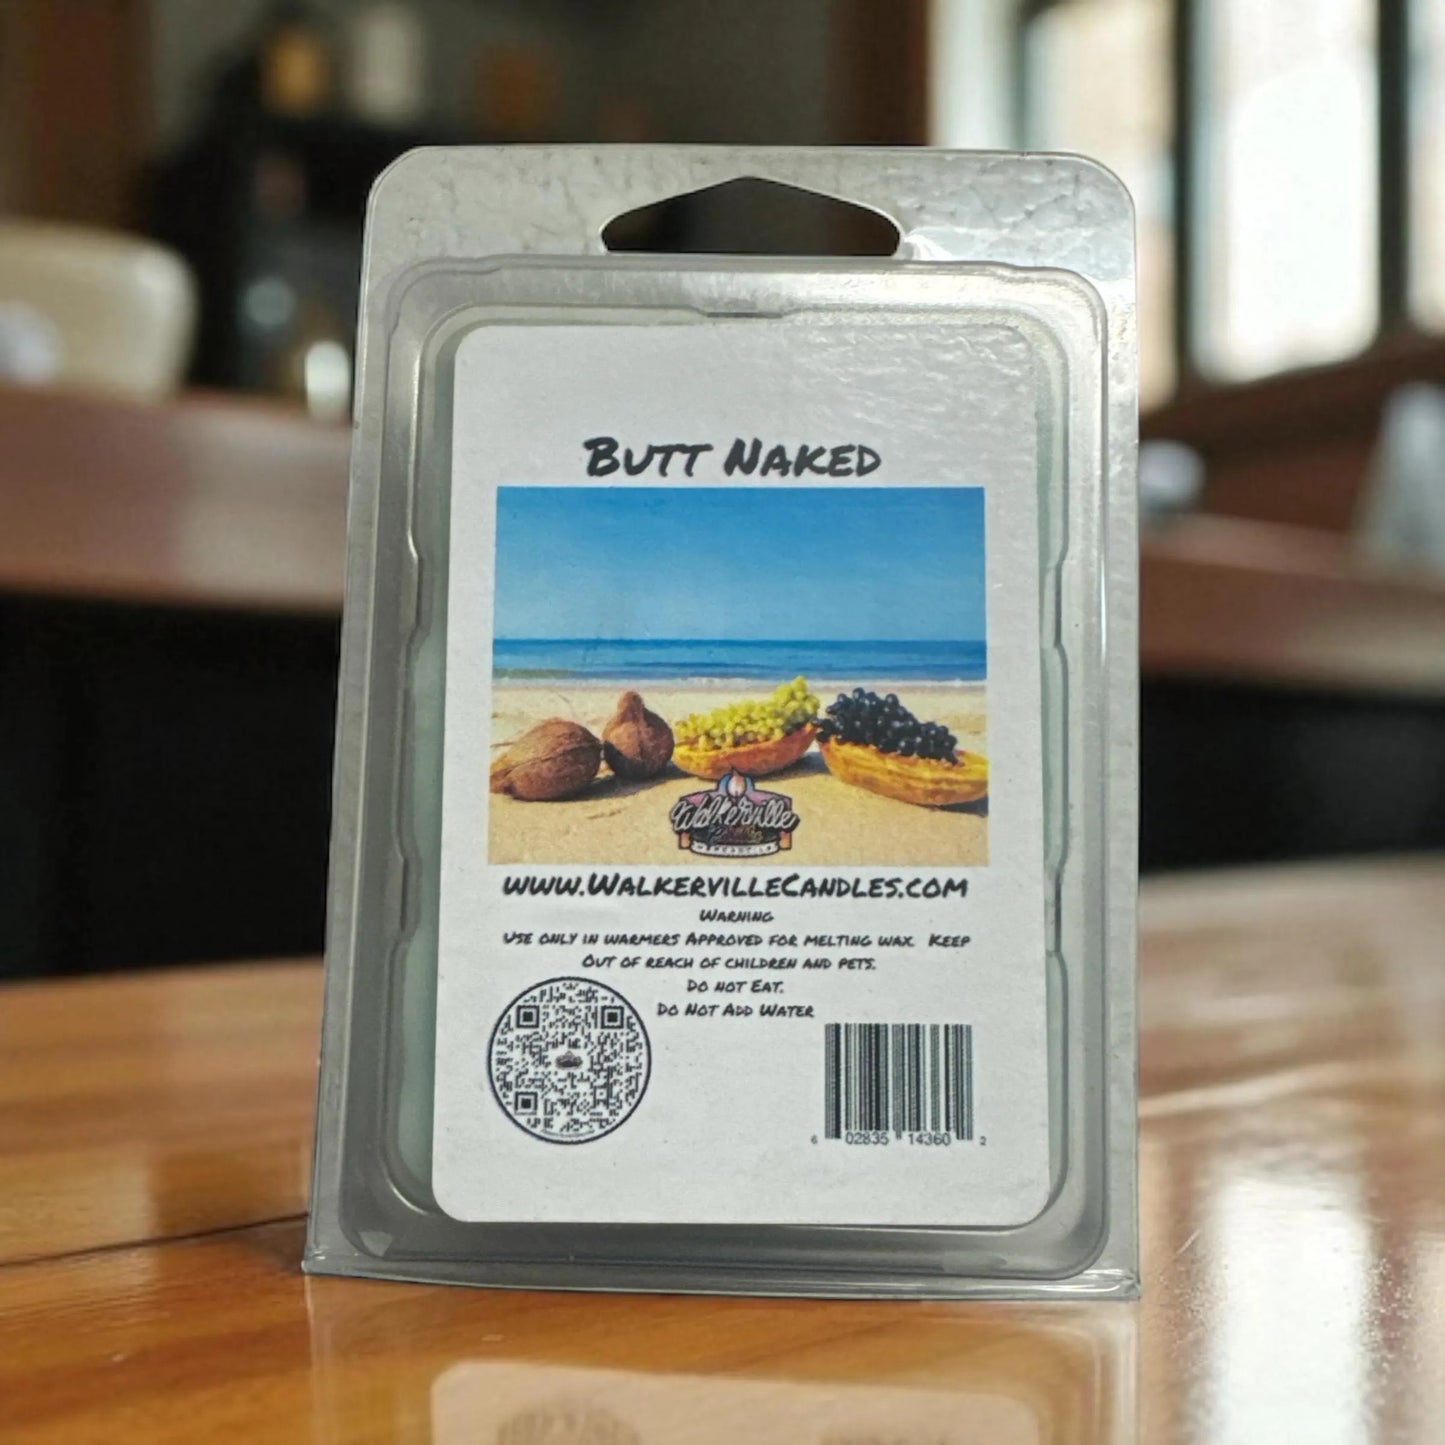 Butt Naked
Walkerville
www.WalkervilleCandles.com
Warning
Use only in warmers Approved for melting wax. Keep
Out of reach of children and pets.
Do not Eat.
Do Not Add Water
6 02835 14360 2